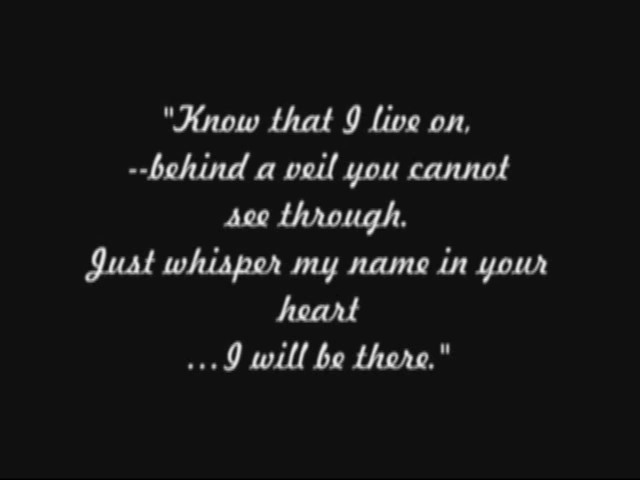 "Know that I live on,
--behind a veil you cannot
see through.
Just whisper my name in your
heart
...I will be there."